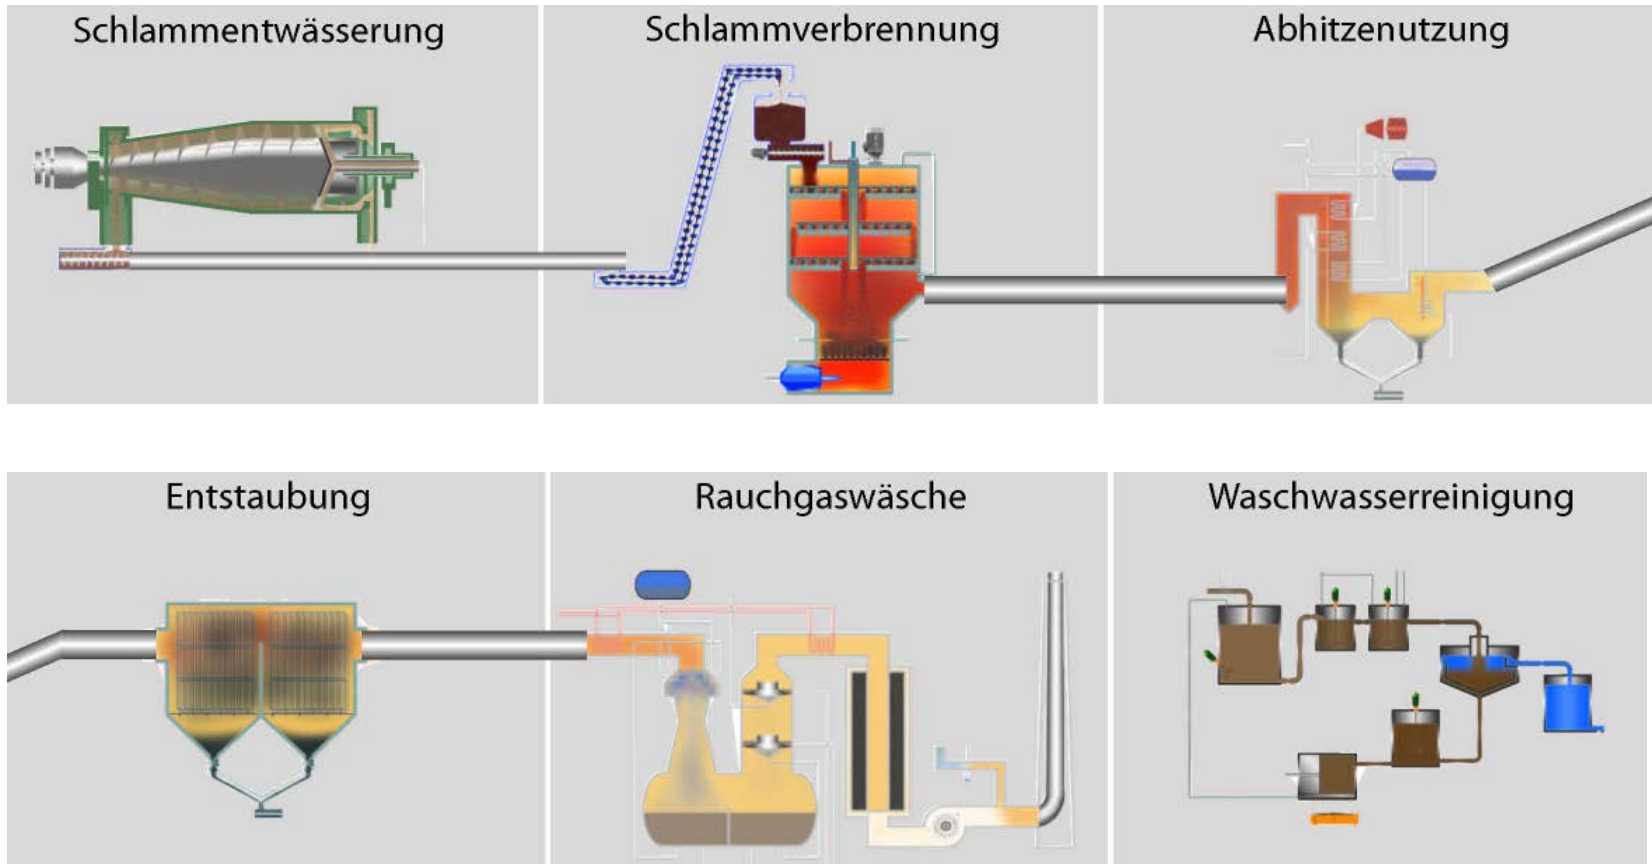 Schlammentwässerung
Schlammverbrennung
Abhitzenutzung
Entstaubung
Rauchgaswäsche
Waschwasserreinigung